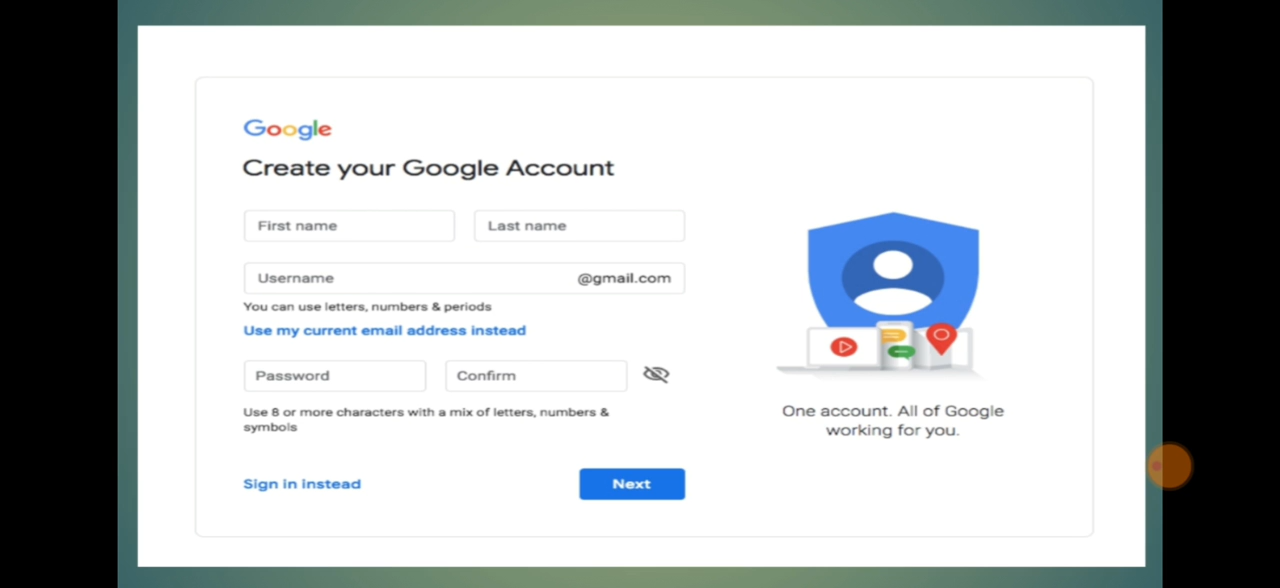 Google
Create your Google Account
First name Last name
Username @gmail.com
You can use letters, numbers & periods
Use my current email address instead
Password Confirm
Use 8 or more characters with a mix of letters, numbers &
symbols
Sign in instead Next
One account. All of Google
working for you.